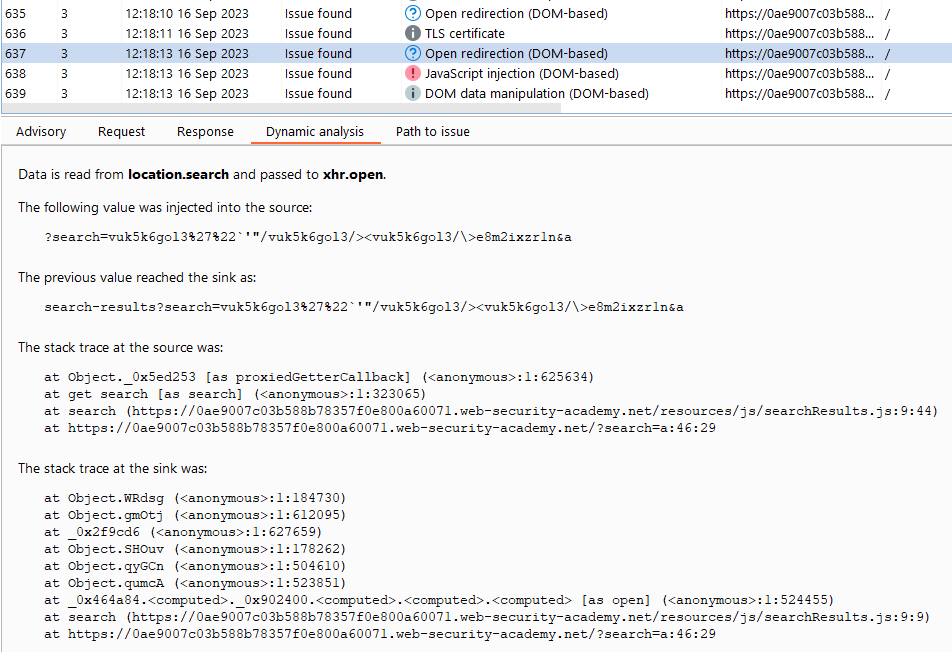 635 3 12:18:10 16 Sep 2023 Issue found ? Open redirection (DOM-based) https://0ae9007c03b588... /
636 3 12:18:11 16 Sep 2023 Issue found i TLS certificate https://0ae9007c03b588... /
637 3 12:18:13 16 Sep 2023 Issue found ? Open redirection (DOM-based) https://0ae9007c03b588... /
638 3 12:18:13 16 Sep 2023 Issue found ! JavaScript injection (DOM-based) https://0ae9007c03b588... /
639 3 12:18:13 16 Sep 2023 Issue found i DOM data manipulation (DOM-based) https://0ae9007c03b588... /
Advisory Request Response Dynamic analysis Path to issue
Data is read from location.search and passed to xhr.open.
The following value was injected into the source:
?search=vuk5k6gol3%27%22`'"/vuk5k6gol3/><vuk5k6gol3/\>e8m2ixzrln&a
The previous value reached the sink as:
search-results?search=vuk5k6gol3%27%22`'"/vuk5k6gol3/><vuk5k6gol3/\>e8m2ixzrln&a
The stack trace at the source was:
at Object._0x5ed253 [as proxiedGetterCallback] (<anonymous>:1:625634)
at get search [as search] (<anonymous>:1:323065)
at search (https://0ae9007c03b588b78357f0e800a60071.web-security-academy.net/resources/js/searchResults.js:9:44)
at https://0ae9007c03b588b78357f0e800a60071.web-security-academy.net/?search=a:46:29
The stack trace at the sink was:
at Object.WRdsg (<anonymous>:1:184730)
at Object.gmOtj (<anonymous>:1:612095)
at _0x2f9cd6 (<anonymous>:1:627659)
at Object.SHOuv (<anonymous>:1:178262)
at Object.qyGCn (<anonymous>:1:504610)
at Object.qumcA (<anonymous>:1:523851)
at _0x464a84.<computed>._0x902400.<computed>.<computed>.<computed> [as open] (<anonymous>:1:524455)
at search (https://0ae9007c03b588b78357f0e800a60071.web-security-academy.net/resources/js/searchResults.js:9:9)
at https://0ae9007c03b588b78357f0e800a60071.web-security-academy.net/?search=a:46:29